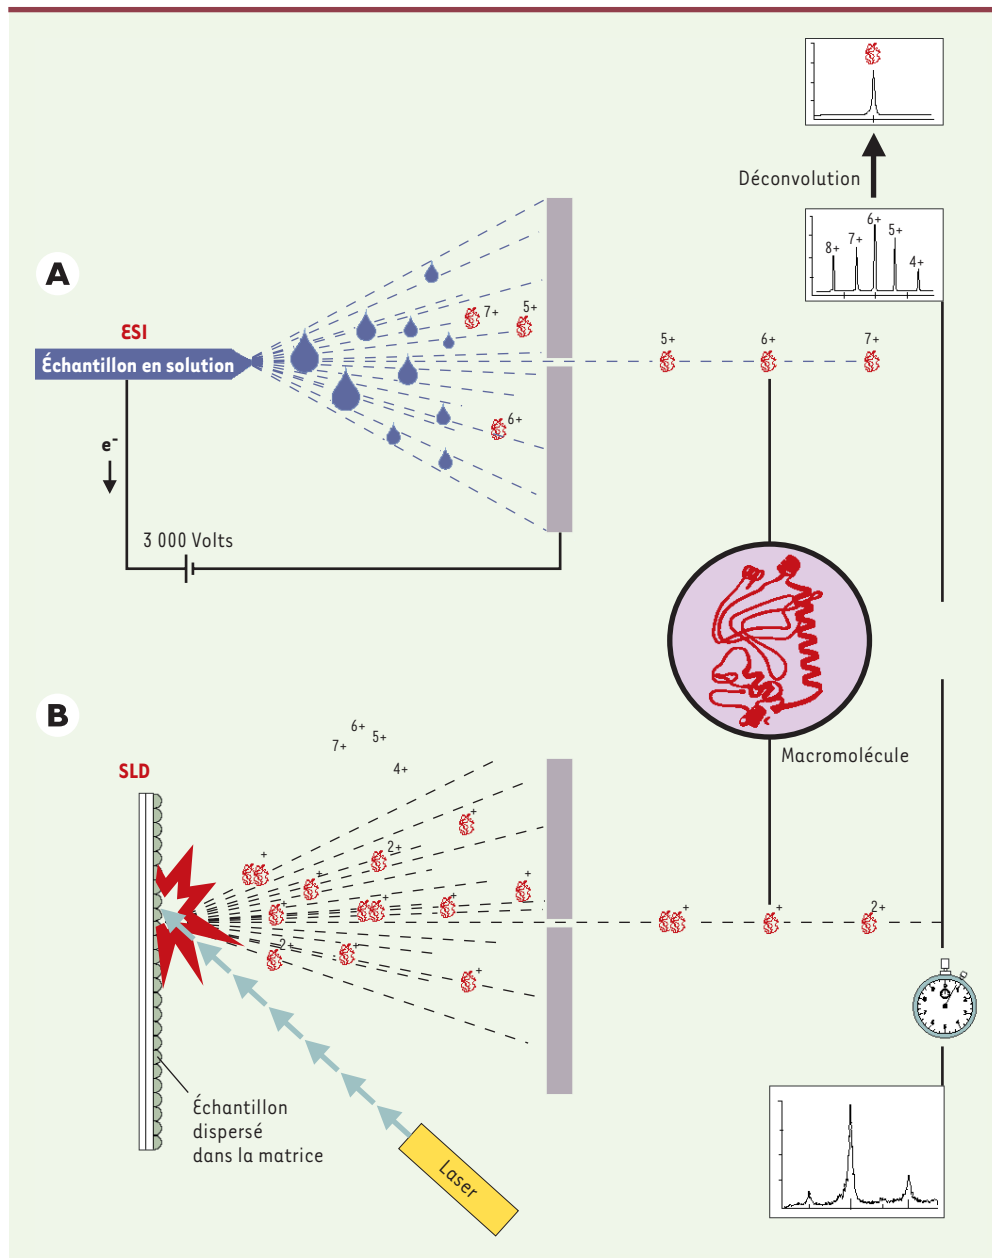 Déconvolution
8+
7+
6+
5+
4+
A
ESI
Échantillon en solution
7+
5+
6+
5+
6+
7+
e-
3 000 Volts
Macromolécule
B
SLD
7+
6+
5+
4+
+
2+
+
+
+
+
+
+
2+
+
+
+
+
2+
Échantillon
dispersé
dans la matrice
Laser